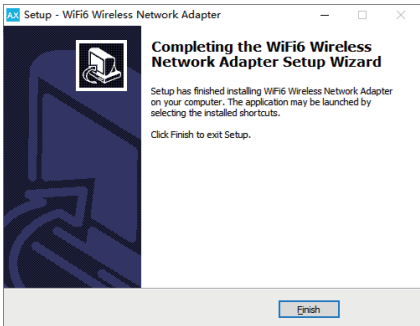 AX Setup - WiFi6 Wireless Network Adapter
Completing the WiFi6 Wireless
Network Adapter Setup Wizard
Setup has finished installing WiFi6 Wireless Network Adapter
on your computer. The application may be launched by
selecting the installed shortcuts.
Click Finish to exit Setup.
Finish